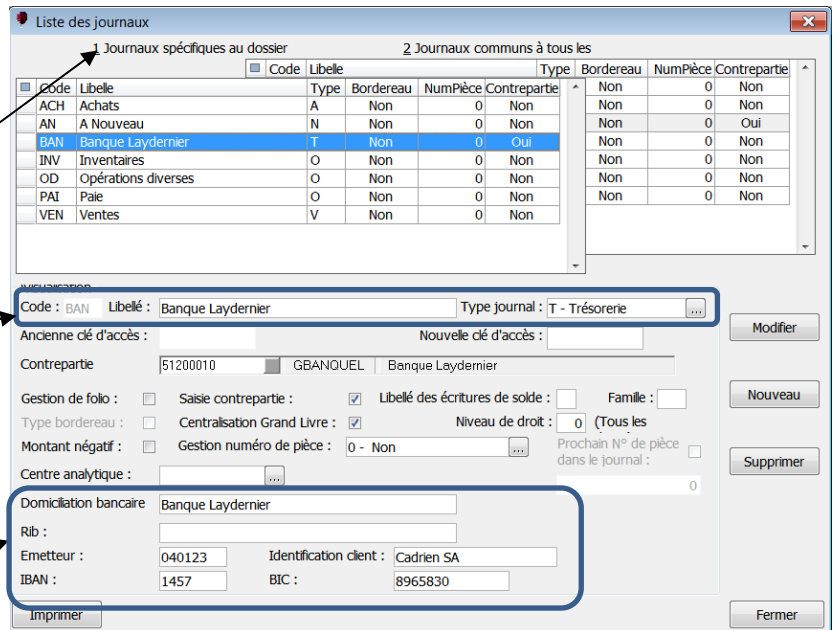 Liste des journaux
1 Journaux spécifiques au dossier 2 Journaux communs à tous les
Code Libelle Type Bordereau NumPièce Contrepartie
Code Libelle Type Bordereau NumPièce Contrepartie Non 0 Non
ACH Achats A Non 0 Non Non 0 Non
AN A Nouveau N Non 0 Non Non 0 Oui
BAN Banque Laydernier T Non 0 Oui Non 0 Non
INV Inventaires O Non 0 Non Non 0 Non
OD Opérations diverses O Non 0 Non Non 0 Non
PAI Paie O Non 0 Non Non 0 Non
VEN Ventes V Non 0 Non
Code : BAN Libellé : Banque Laydernier Type journal : T - Trésorerie ...
Ancienne clé d'accès : Nouvelle clé d'accès :
Modifier
Contrepartie 51200010 GBANQUEL Banque Laydernier
Gestion de folio : Saisie contrepartie : Libellé des écritures de solde : Famille :
Nouveau
Type bordereau : Centralisation Grand Livre : Niveau de droit : 0 (Tous les
Montant négatif : Gestion numéro de pièce : 0 - Non ... Prochain N° de pièce dans le journal :
Supprimer
Centre analytique : ... 0
Domiciliation bancaire Banque Laydernier
Rib :
Emetteur : 040123 Identification client : Cadrien SA
IBAN : 1457 BIC : 8965830
Imprimer Fermer